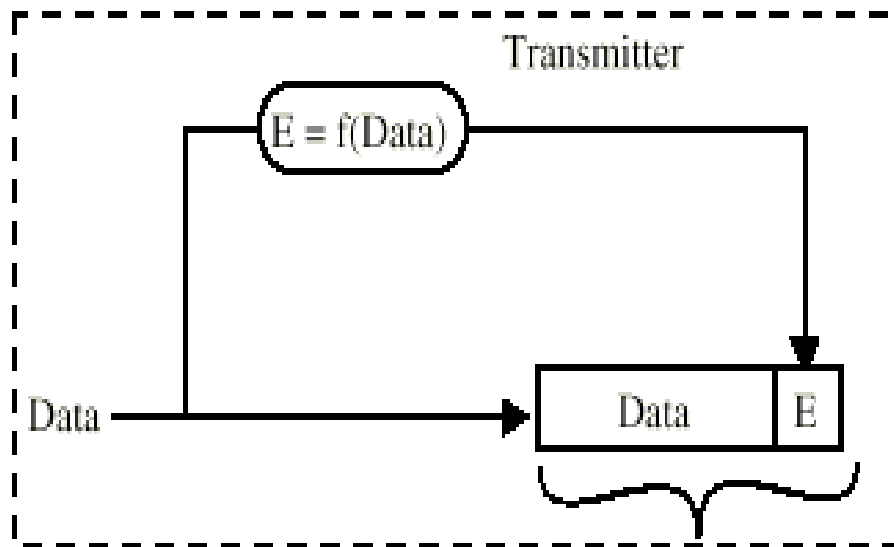 Transmitter
E = f(Data)
Data
Data
E